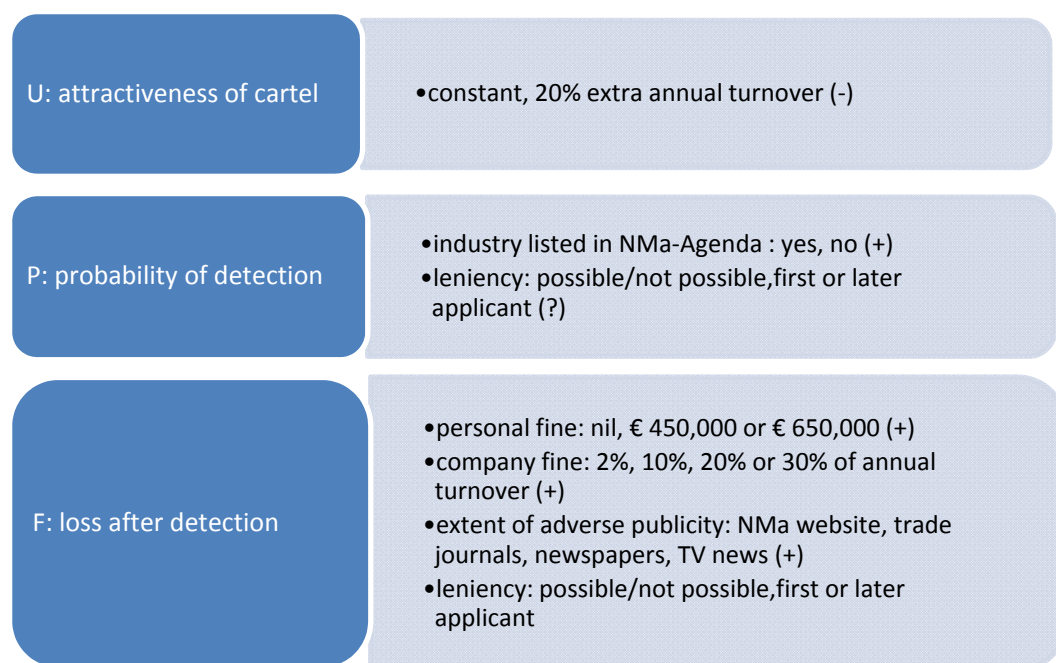 U: attractiveness of cartel
•constant, 20% extra annual turnover (-)
P: probability of detection
•industry listed in NMa-Agenda : yes, no (+)
•leniency: possible/not possible,first or later
applicant (?)
F: loss after detection
•personal fine: nil, € 450,000 or € 650,000 (+)
•company fine: 2%, 10%, 20% or 30% of annual
turnover (+)
•extent of adverse publicity: NMa website, trade
journals, newspapers, TV news (+)
•leniency: possible/not possible,first or later
applicant